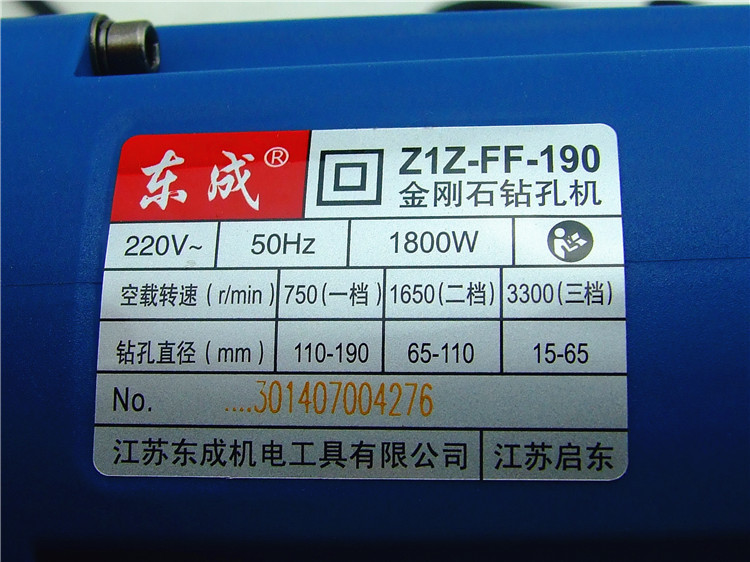 东成®
Z1Z-FF-190
金刚石钻孔机
220V~ 50Hz 1800W
空载转速(r/min) 750(一档) 1650(二档) 3300(三档)
钻孔直径(mm) 110-190 65-110 15-65
No. ....301407004276
江苏东成机电工具有限公司 江苏启东